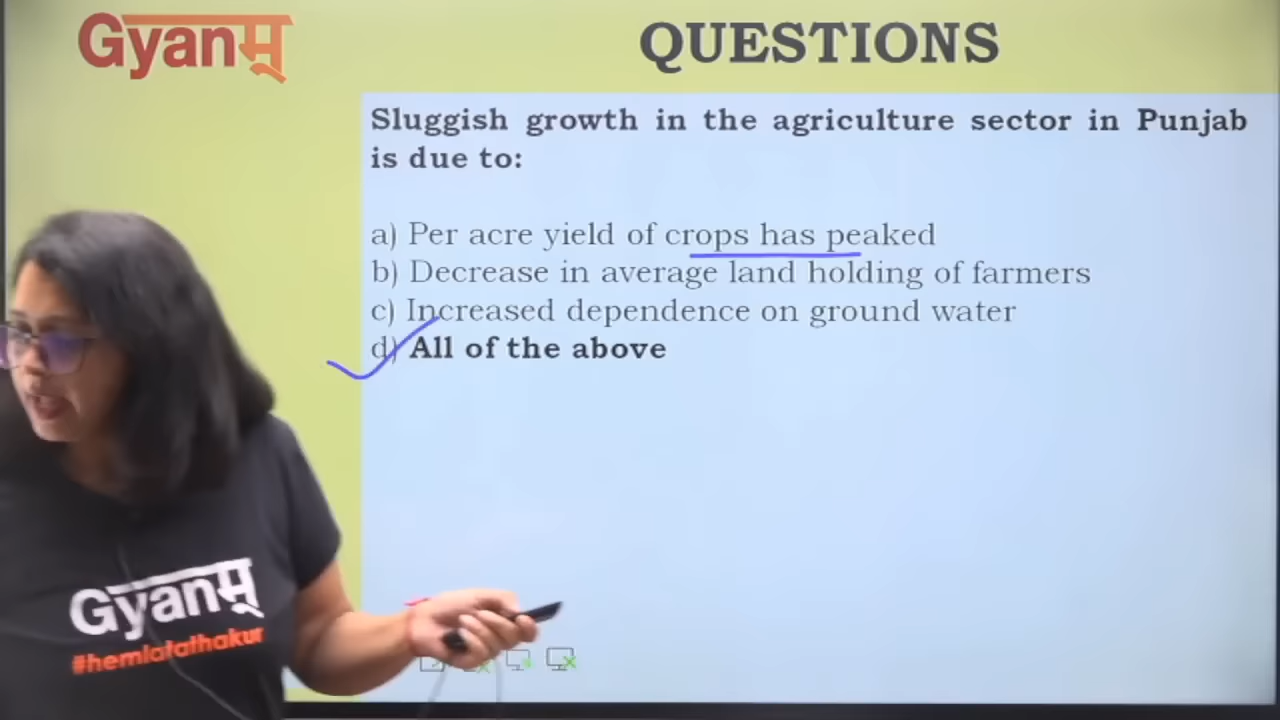 Gyanम्
QUESTIONS
Sluggish growth in the agriculture sector in Punjab
is due to:
a) Per acre yield of crops has peaked
b) Decrease in average land holding of farmers
c) Increased dependence on ground water
d) All of the above
Gyanम्
#hemlatathakur